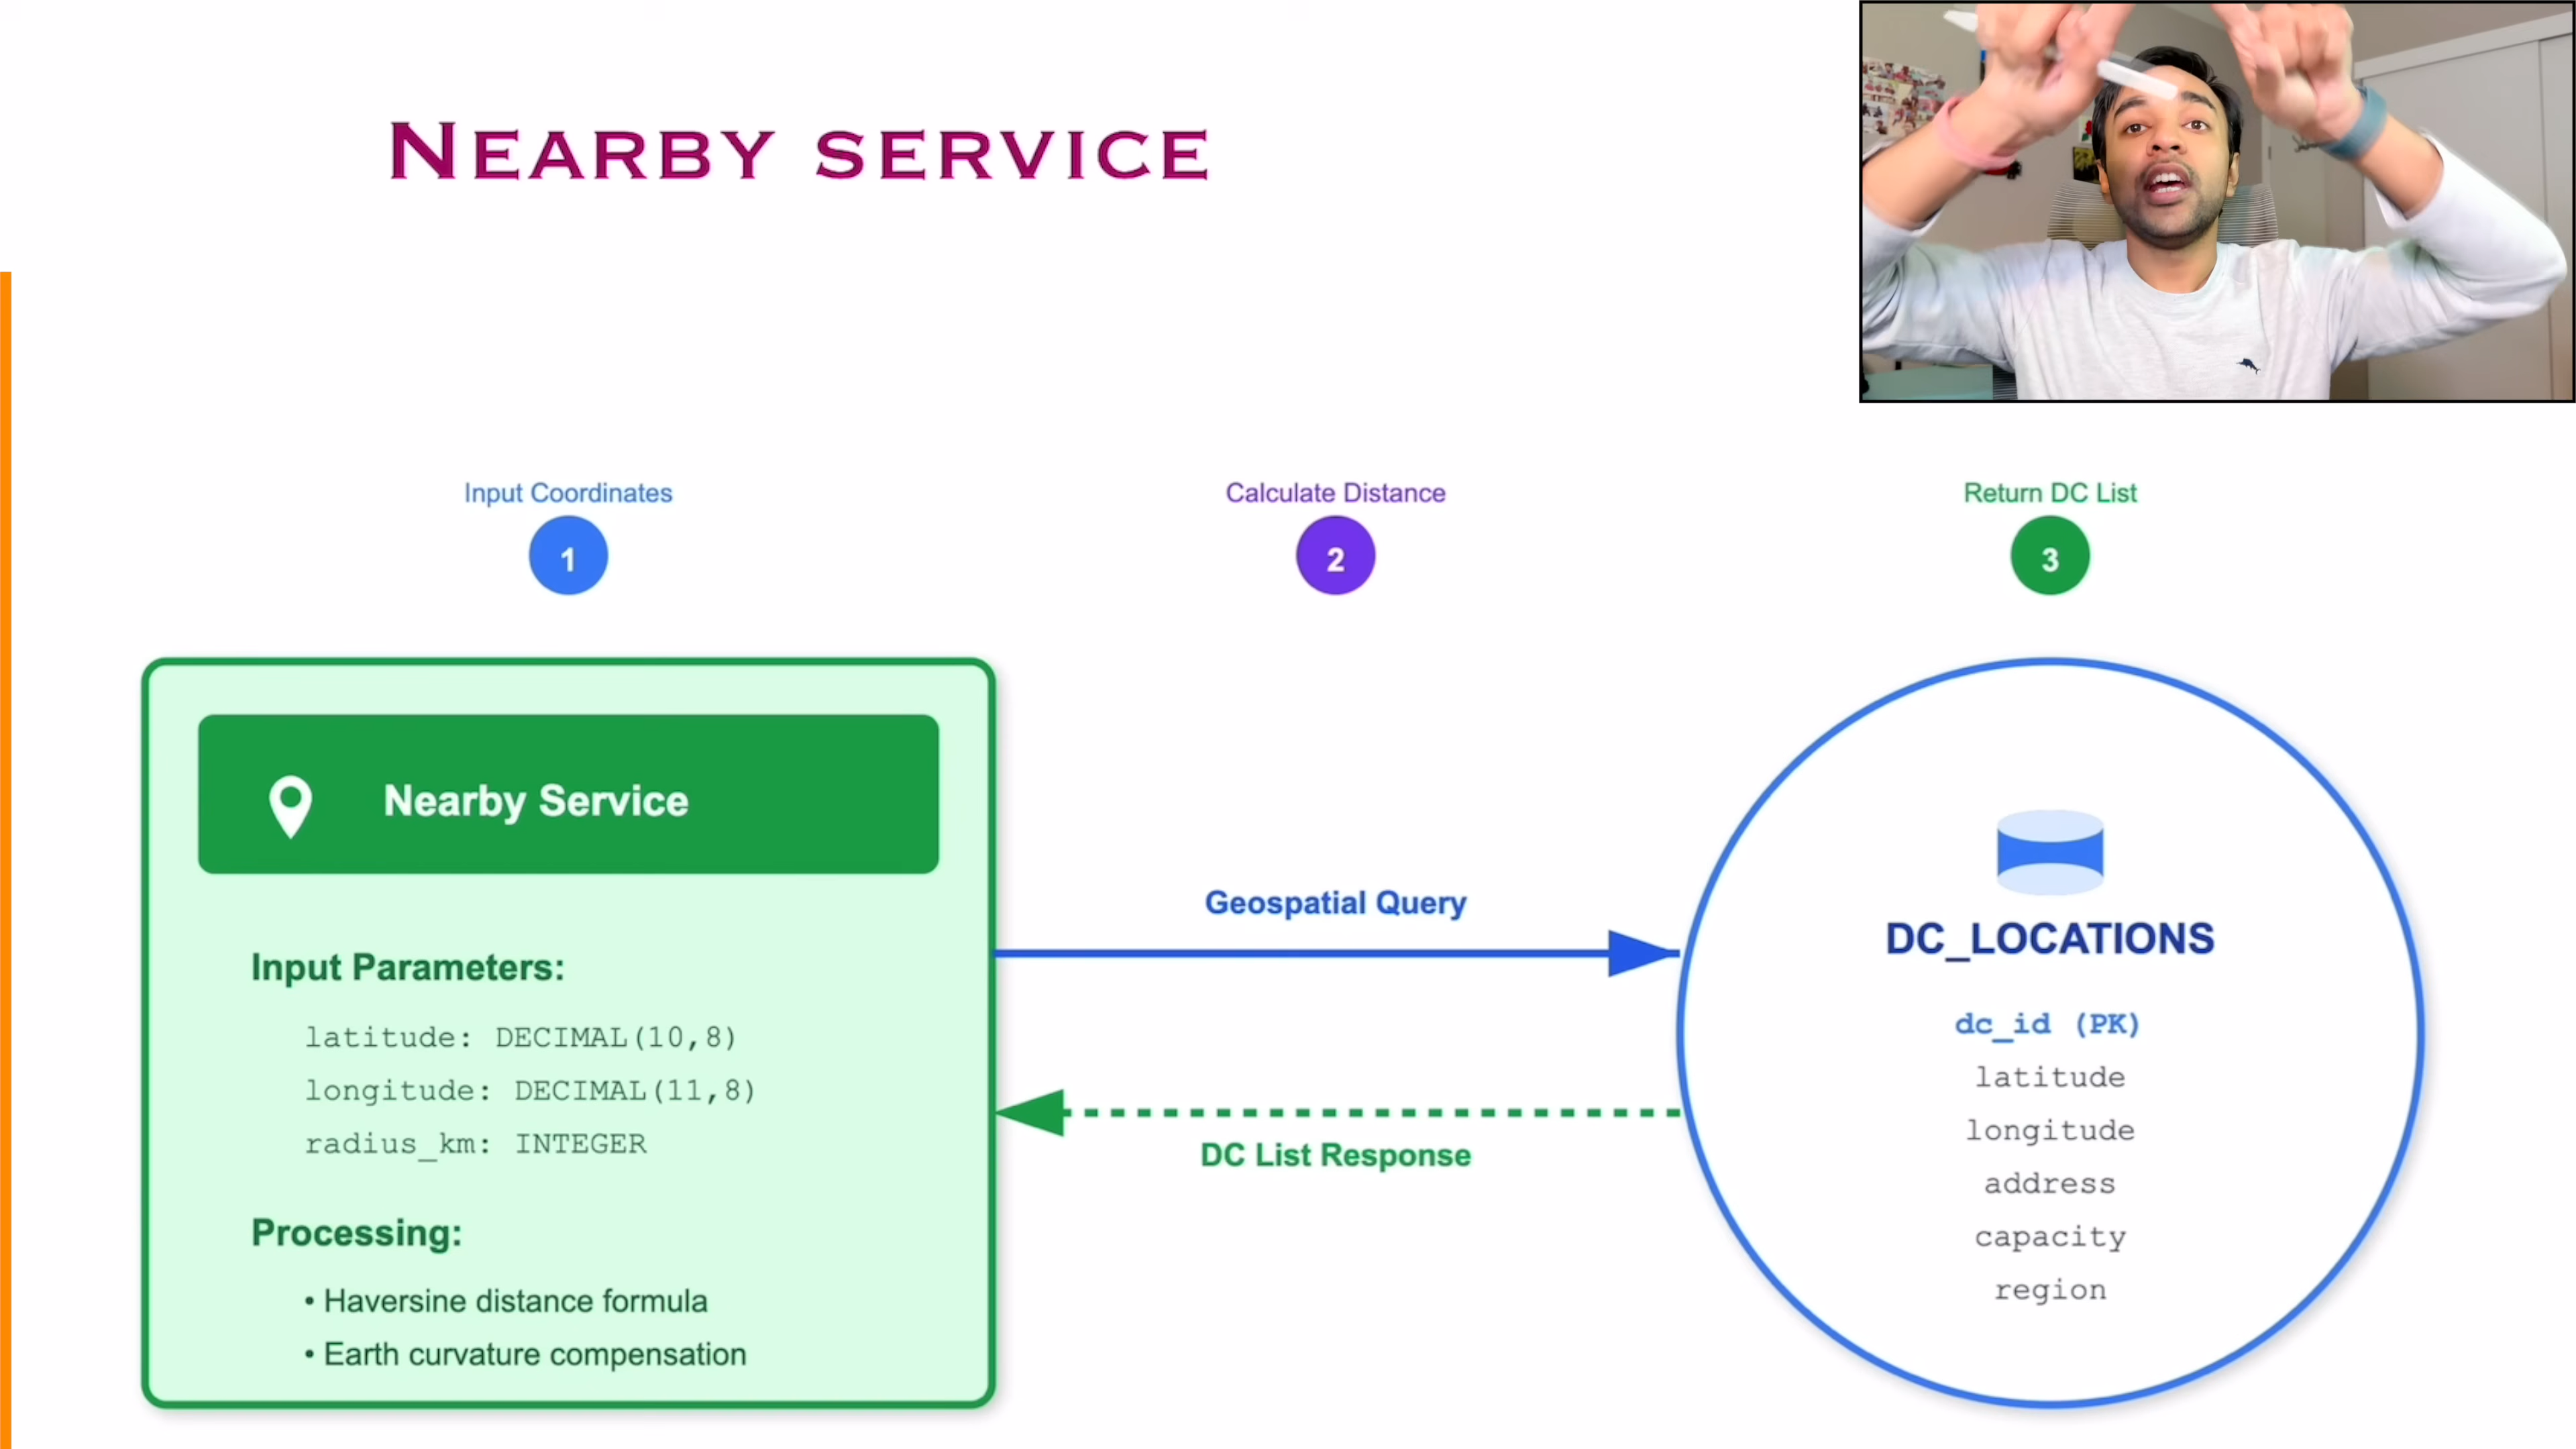 NEARBY SERVICE
Input Coordinates
1
Calculate Distance
2
Return DC List
3
Nearby Service
Input Parameters:
latitude: DECIMAL(10,8)
longitude: DECIMAL(11,8)
radius_km: INTEGER
Processing:
• Haversine distance formula
• Earth curvature compensation
Geospatial Query
DC List Response
DC_LOCATIONS
dc_id (PK)
latitude
longitude
address
capacity
region